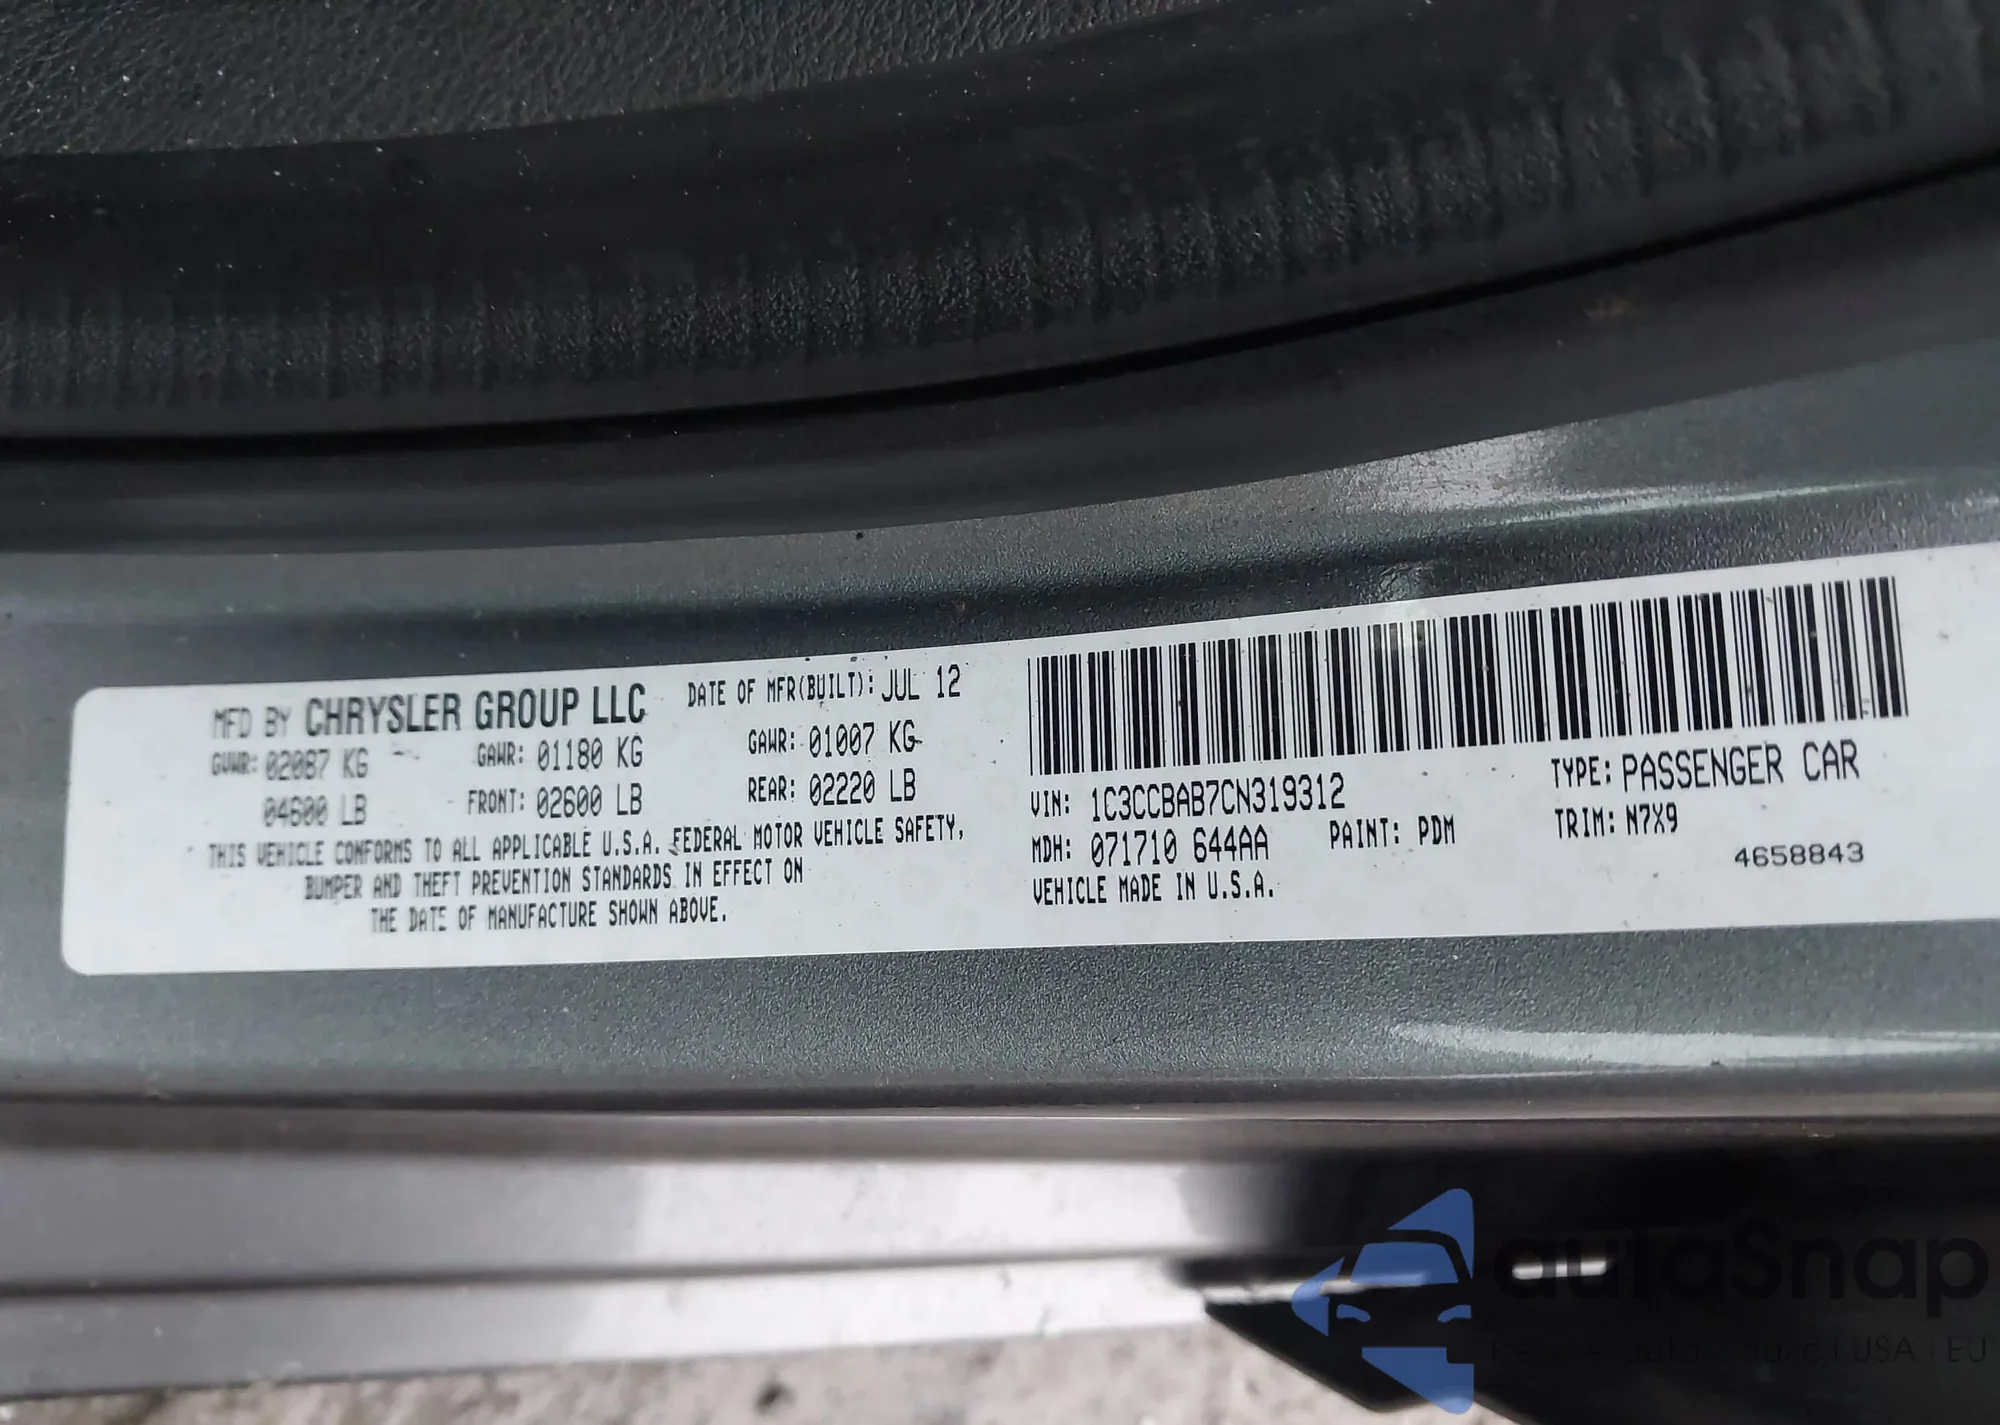 MFD BY CHRYSLER GROUP LLC DATE OF MFR(BUILT): JUL 12
GVWR: 02087 KG GAWR: 01180 KG GAWR: 01007 KG
04600 LB FRONT: 02600 LB REAR: 02220 LB
THIS VEHICLE CONFORMS TO ALL APPLICABLE U.S.A. FEDERAL MOTOR VEHICLE SAFETY,
BUMPER AND THEFT PREVENTION STANDARDS IN EFFECT ON
THE DATE OF MANUFACTURE SHOWN ABOVE.
VIN: 1C3CCBAB7CN319312 TYPE: PASSENGER CAR
MDH: 071710 644AA PAINT: PDM TRIM: N7X9
VEHICLE MADE IN U.S.A. 4658843
autoSnap
USA i EU